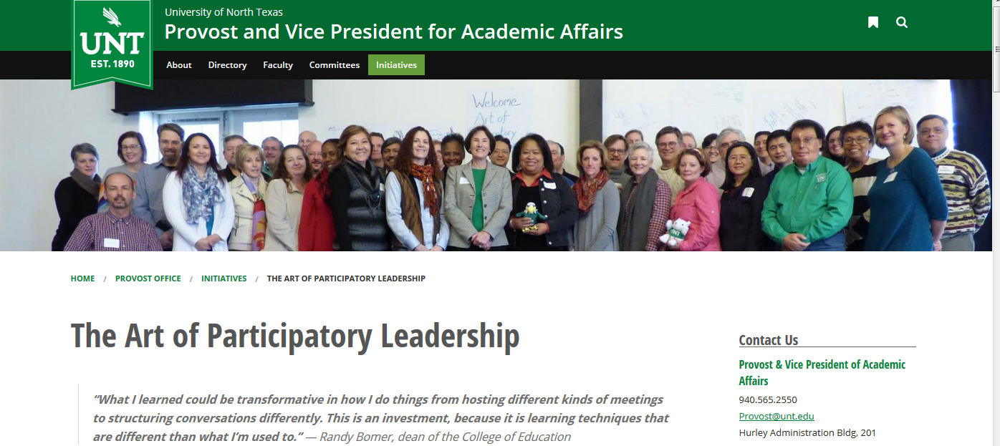 University of North Texas
Provost and Vice President for Academic Affairs
UNT
EST. 1890
About Directory Faculty Committees Initiatives
Welcome
Art of
UNT
HOME / PROVOST OFFICE / INITIATIVES / THE ART OF PARTICIPATORY LEADERSHIP
The Art of Participatory Leadership
“What I learned could be transformative in how I do things from hosting different kinds of meetings
to structuring conversations differently. This is an investment, because it is learning techniques that
are different than what I’m used to.” — Randy Bomer, dean of the College of Education
Contact Us
Provost & Vice President of Academic
Affairs
940.565.2550
Provost@unt.edu
Hurley Administration Bldg, 201